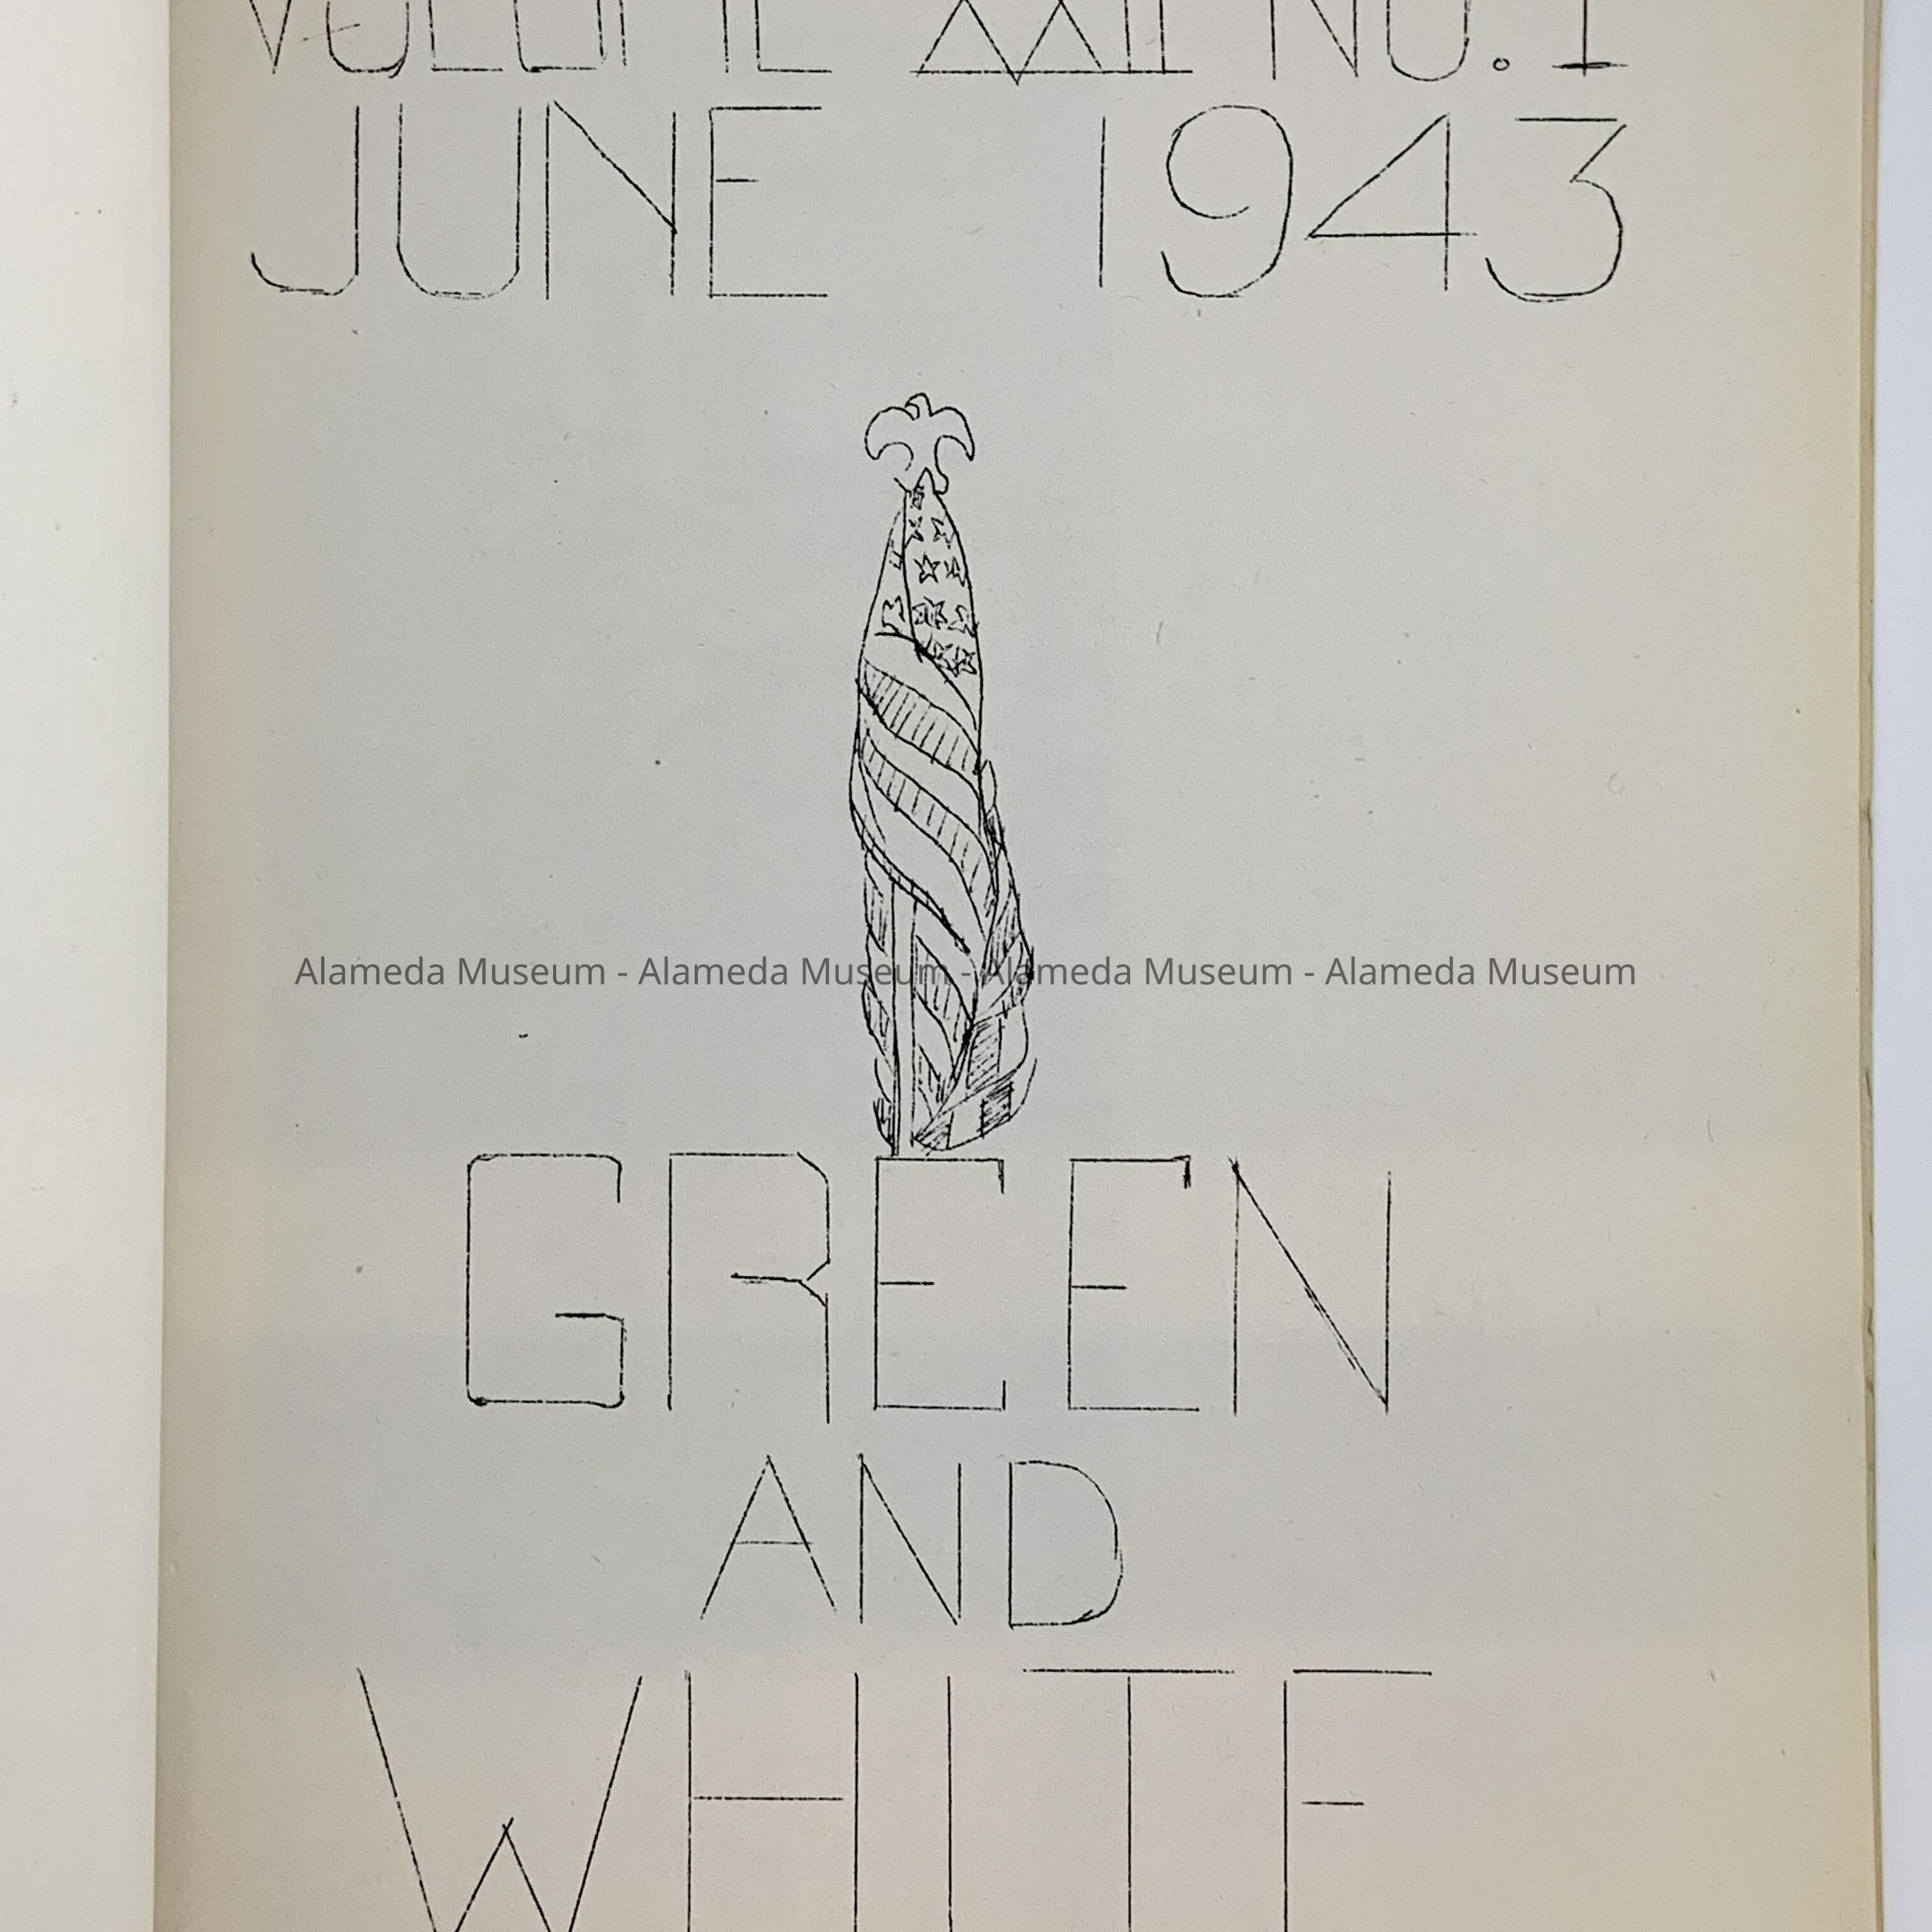 VOLUME XXII NO. 1
JUNE 1943
Alameda Museum - Alameda Museum - Alameda Museum - Alameda Museum
GREEN
AND
WHITE